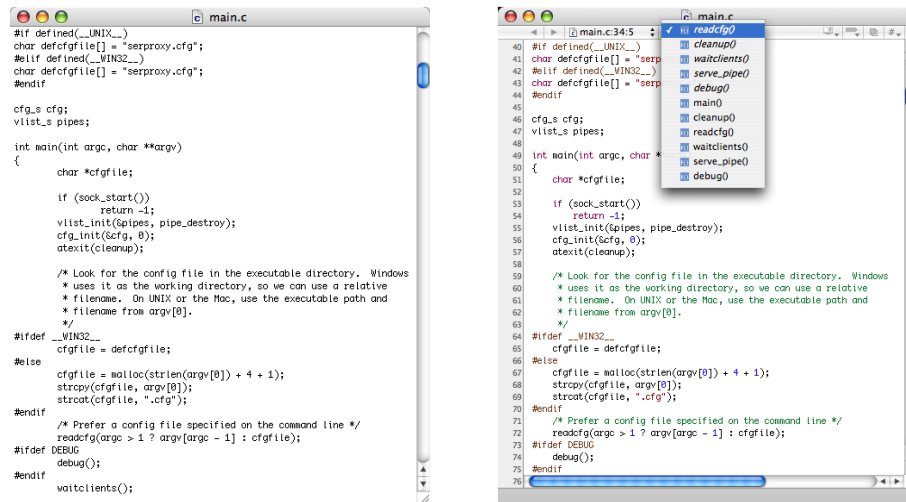 main.c
#if defined(__UNIX__)
char defcfgfile[] = "serproxy.cfg";
#elif defined(__WIN32__)
char defcfgfile[] = "serproxy.cfg";
#endif
cfg_s cfg;
vlist_s pipes;
int main(int argc, char **argv)
{
char *cfgfile;
if (sock_start())
return -1;
vlist_init(&pipes, pipe_destroy);
cfg_init(&cfg, 0);
atexit(cleanup);
/* Look for the config file in the executable directory.  Windows
* uses it as the working directory, so we can use a relative
* filename.  On UNIX or the Mac, use the executable path and
* filename from argv[0].
*/
#ifdef __WIN32__
cfgfile = defcfgfile;
#else
cfgfile = malloc(strlen(argv[0]) + 4 + 1);
strcpy(cfgfile, argv[0]);
strcat(cfgfile, ".cfg");
#endif
/* Prefer a config file specified on the command line */
readcfg(argc > 1 ? argv[argc - 1] : cfgfile);
#ifdef DEBUG
debug();
#endif
waitclients();
main.c
main.c:34:5
✓ readcfg()
cleanup()
waitclients()
serve_pipe()
debug()
main()
cleanup()
readcfg()
waitclients()
serve_pipe()
debug()
40 #if defined(__UNIX__)
41 char defcfgfile[] = "serp
42 #elif defined(__WIN32__)
43 char defcfgfile[] = "serp
44 #endif
45
46 cfg_s cfg;
47 vlist_s pipes;
48
49 int main(int argc, char *
50 {
51 char *cfgfile;
52
53 if (sock_start())
54 return -1;
55 vlist_init(&pipes, pipe_destroy);
56 cfg_init(&cfg, 0);
57 atexit(cleanup);
58
59 /* Look for the config file in the executable directory.  Windows
60 * uses it as the working directory, so we can use a relative
61 * filename.  On UNIX or the Mac, use the executable path and
62 * filename from argv[0].
63 */
64 #ifdef __WIN32__
65 cfgfile = defcfgfile;
66 #else
67 cfgfile = malloc(strlen(argv[0]) + 4 + 1);
68 strcpy(cfgfile, argv[0]);
69 strcat(cfgfile, ".cfg");
70 #endif
71 /* Prefer a config file specified on the command line */
72 readcfg(argc > 1 ? argv[argc - 1] : cfgfile);
73 #ifdef DEBUG
74 debug();
75 #endif
76